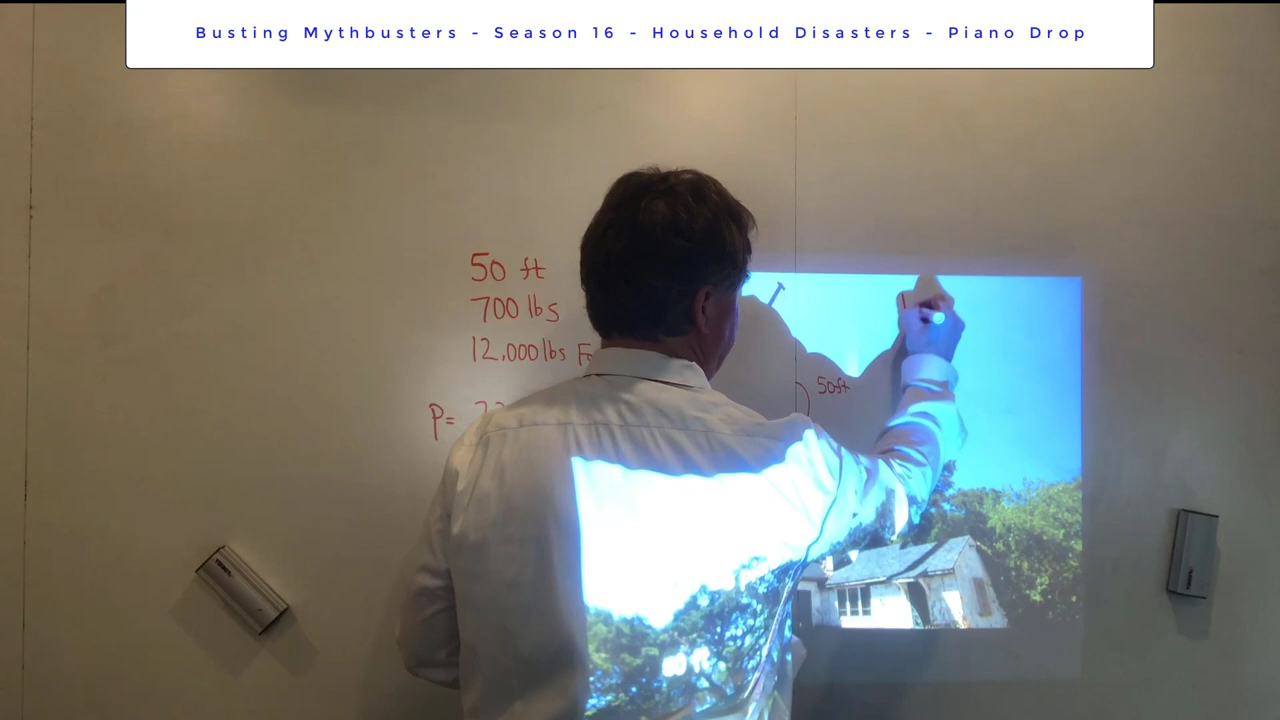 Busting Mythbusters - Season 16 - Household Disasters - Piano Drop
50 ft
700 lbs
12,000 lbs
P=
50ft